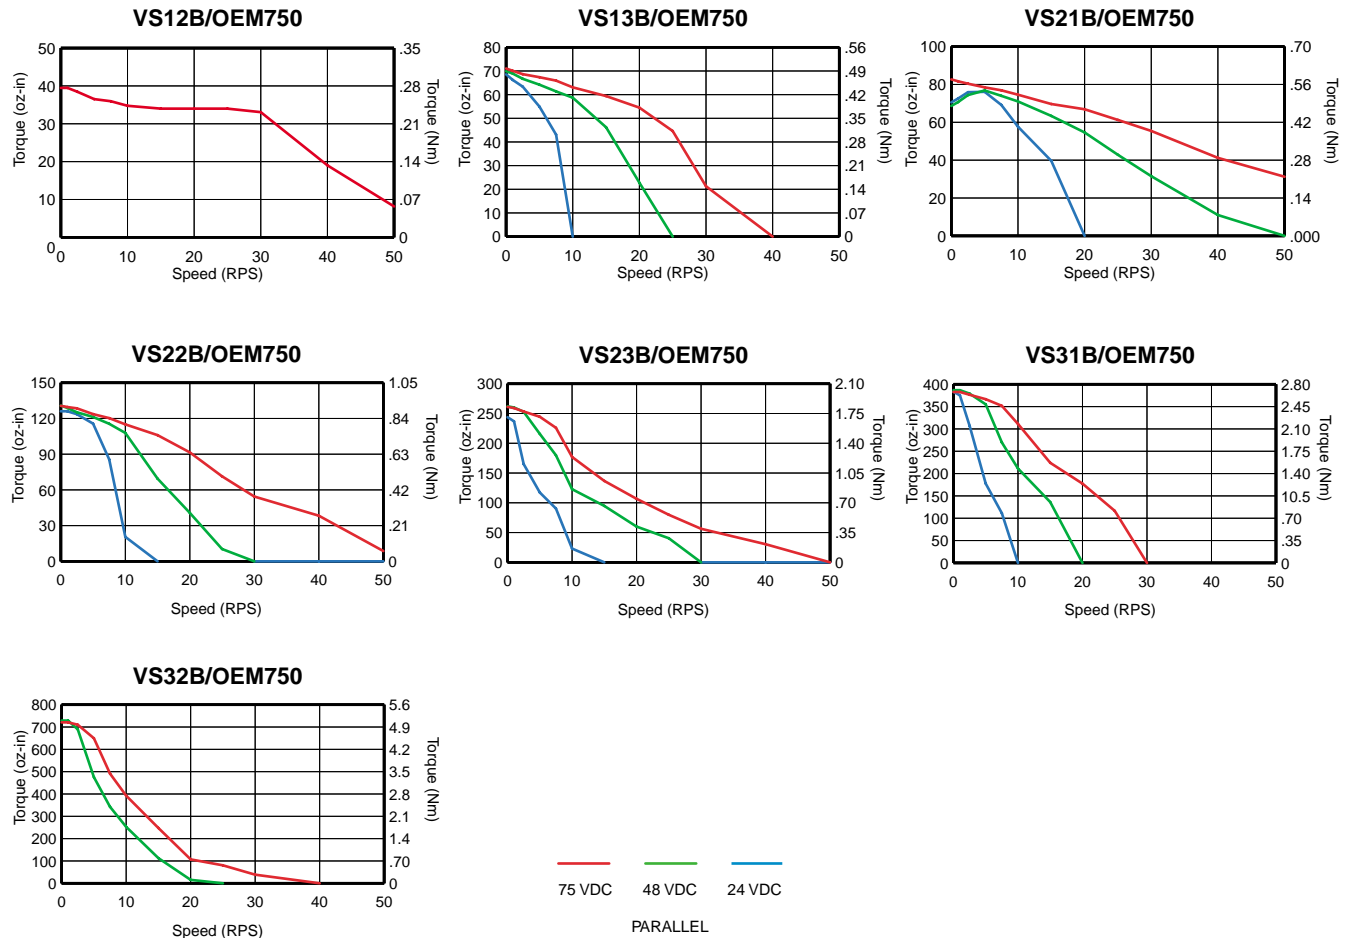 VS12B/OEM750
VS13B/OEM750
VS21B/OEM750
Torque (oz-in)
50
40
30
20
10
0
.35
.28
.21
.14
.07
0
Torque (Nm)
0 10 20 30 40 50
Speed (RPS)
Torque (oz-in)
80
70
60
50
40
30
20
10
0
.56
.49
.42
.35
.28
.21
.14
.07
0
Torque (Nm)
0 10 20 30 40 50
Speed (RPS)
Torque (oz-in)
100
80
60
40
20
0
.70
.56
.42
.28
.14
.000
Torque (Nm)
0 10 20 30 40 50
Speed (RPS)
VS22B/OEM750
VS23B/OEM750
VS31B/OEM750
Torque (oz-in)
150
120
90
60
30
0
1.05
.84
.63
.42
.21
0
Torque (Nm)
0 10 20 30 40 50
Speed (RPS)
Torque (oz-in)
300
250
200
150
100
50
0
2.10
1.75
1.40
1.05
.70
.35
0
Torque (Nm)
0 10 20 30 40 50
Speed (RPS)
Torque (oz-in)
400
350
300
250
200
150
100
50
0
2.80
2.45
2.10
1.75
1.40
10.5
.70
.35
0
Torque (Nm)
0 10 20 30 40 50
Speed (RPS)
VS32B/OEM750
Torque (oz-in)
800
700
600
500
400
300
200
100
0
5.6
4.9
4.2
3.5
2.8
2.1
1.4
.70
0
Torque (Nm)
0 10 20 30 40 50
Speed (RPS)
75 VDC 48 VDC 24 VDC
PARALLEL